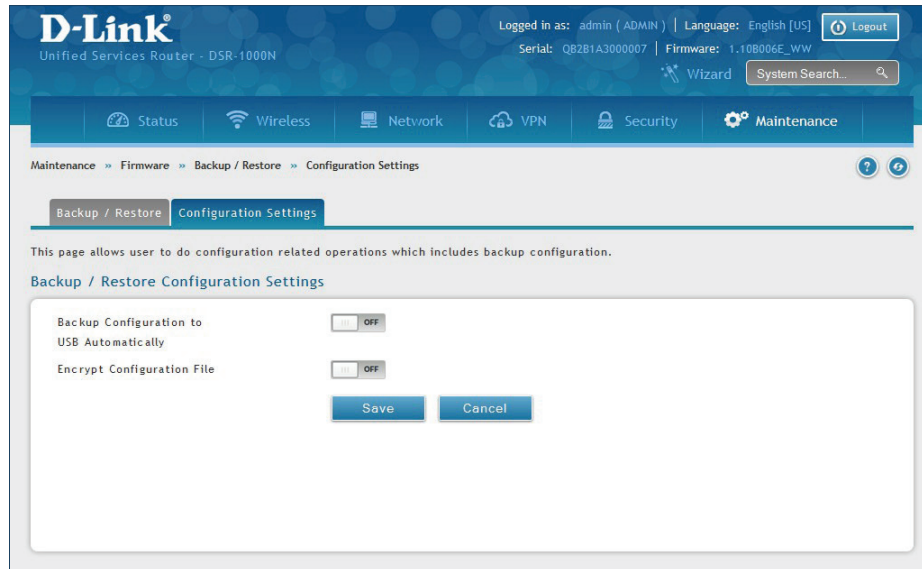 D-Link®
Logged in as: admin ( ADMIN ) | Language: English [US]
Logout
Unified Services Router - DSR-1000N
Serial: QB2B1A3000007 | Firmware: 1.10B006E_WW
Wizard
System Search...
Status Wireless Network VPN Security Maintenance
Maintenance » Firmware » Backup / Restore » Configuration Settings
Backup / Restore Configuration Settings
This page allows user to do configuration related operations which includes backup configuration.
Backup / Restore Configuration Settings
Backup Configuration to
USB Automatically
OFF
Encrypt Configuration File
OFF
Save Cancel